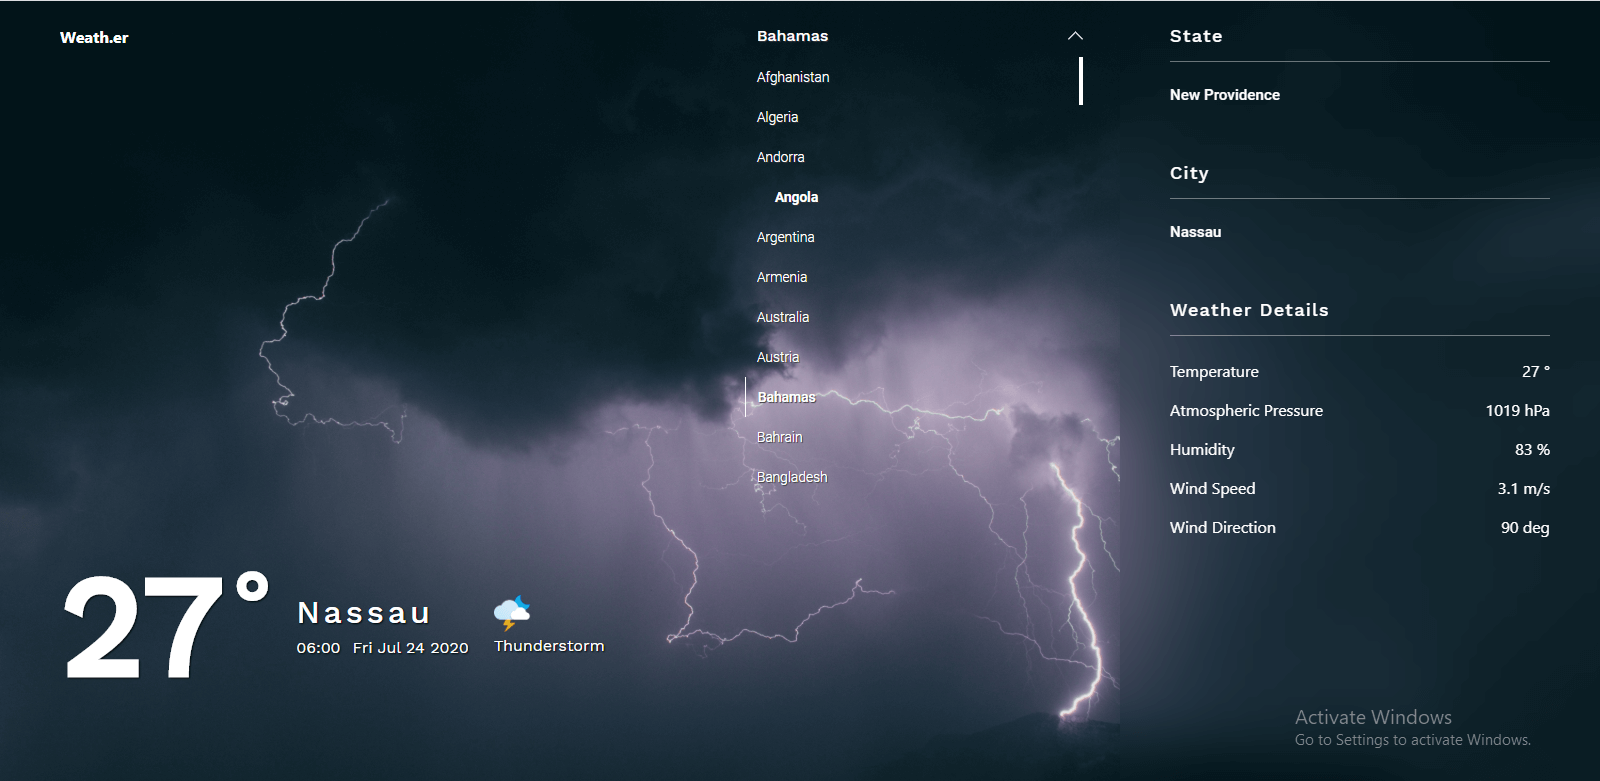 Weath.er
Bahamas
Afghanistan
Algeria
Andorra
Angola
Argentina
Armenia
Australia
Austria
Bahamas
Bahrain
Bangladesh
State
New Providence
City
Nassau
Weather Details
Temperature 27 °
Atmospheric Pressure 1019 hPa
Humidity 83 %
Wind Speed 3.1 m/s
Wind Direction 90 deg
27°
Nassau
06:00 Fri Jul 24 2020
Thunderstorm
Activate Windows
Go to Settings to activate Windows.